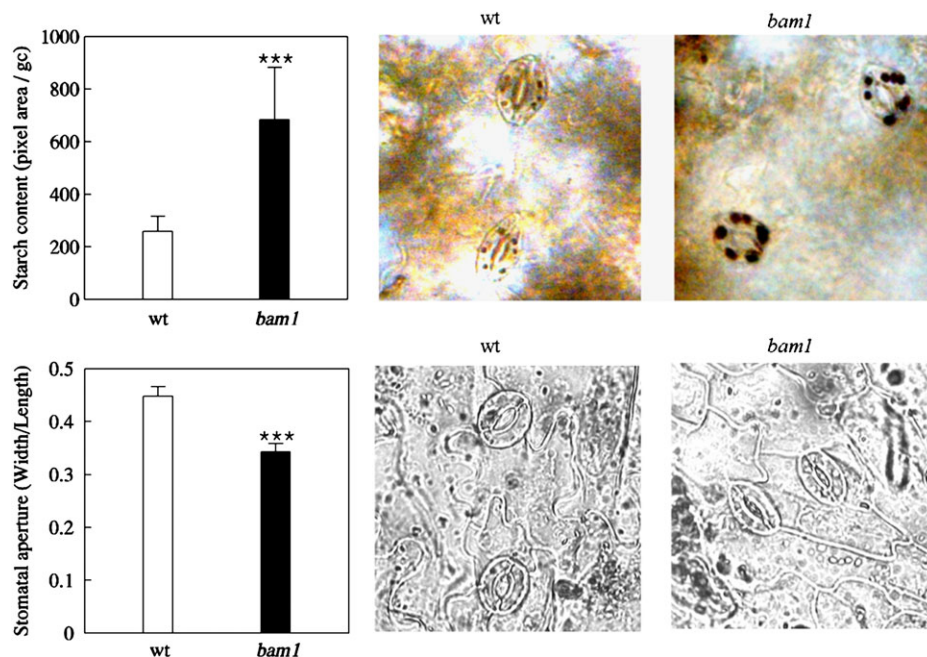 wt
bam1
Starch content (pixel area / gc)
1000
800
600
400
200
0
***
wt
bam1
wt
bam1
Stomatal aperture (Width/Length)
0.5
0.4
0.3
0.2
0.1
0
***
wt
bam1